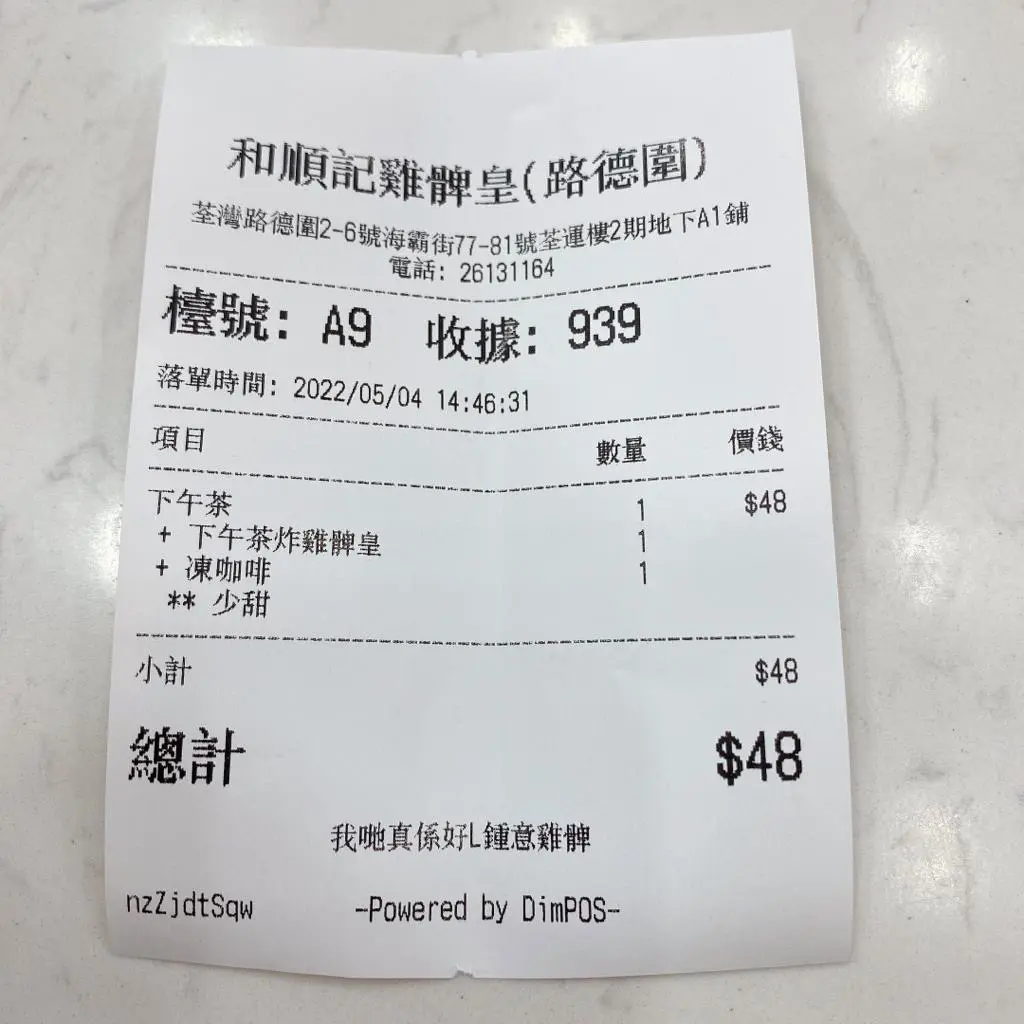 和順記雞髀皇(路德圍)
荃灣路德圍2-6號海霸街77-81號荃運樓2期地下A1鋪
電話: 26131164
檯號: A9 收據: 939
落單時間: 2022/05/04 14:46:31
項目 數量 價錢
下午茶 1 $48
+ 下午茶炸雞髀皇 1
+ 凍咖啡 1
** 少甜
小計 $48
總計 $48
我哋真係好L鍾意雞髀
nzZjdtSqw -Powered by DimPOS-